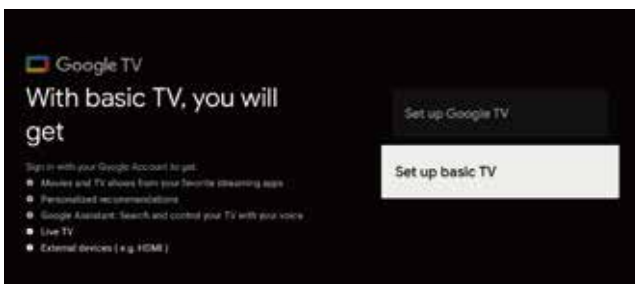 Google TV
With basic TV, you will
get
Sign in with your Google Account to get:
Movies and TV shows from your favorite streaming apps
Personalized recommendations
Google Assistant: Search and control your TV with your voice
Live TV
External devices ( e.g. HDMI )
Set up Google TV
Set up basic TV